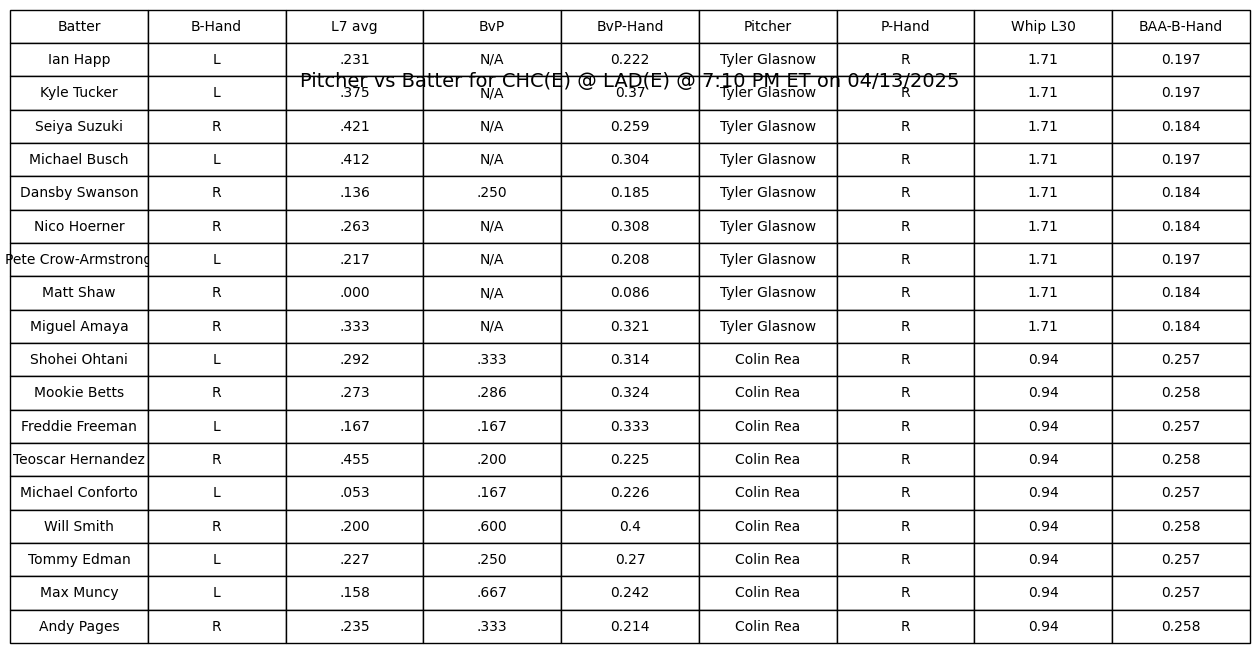 Batter B-Hand L7 avg BvP BvP-Hand Pitcher P-Hand Whip L30 BAA-B-Hand
Ian Happ L .231 N/A 0.222 Tyler Glasnow R 1.71 0.197
Pitcher vs Batter for CHC(E) @ LAD(E) @ 7:10 PM ET on 04/13/2025
Kyle Tucker L .375 N/A 0.37 Tyler Glasnow R 1.71 0.197
Seiya Suzuki R .421 N/A 0.259 Tyler Glasnow R 1.71 0.184
Michael Busch L .412 N/A 0.304 Tyler Glasnow R 1.71 0.197
Dansby Swanson R .136 .250 0.185 Tyler Glasnow R 1.71 0.184
Nico Hoerner R .263 N/A 0.308 Tyler Glasnow R 1.71 0.184
Pete Crow-Armstrong L .217 N/A 0.208 Tyler Glasnow R 1.71 0.197
Matt Shaw R .000 N/A 0.086 Tyler Glasnow R 1.71 0.184
Miguel Amaya R .333 N/A 0.321 Tyler Glasnow R 1.71 0.184
Shohei Ohtani L .292 .333 0.314 Colin Rea R 0.94 0.257
Mookie Betts R .273 .286 0.324 Colin Rea R 0.94 0.258
Freddie Freeman L .167 .167 0.333 Colin Rea R 0.94 0.257
Teoscar Hernandez R .455 .200 0.225 Colin Rea R 0.94 0.258
Michael Conforto L .053 .167 0.226 Colin Rea R 0.94 0.257
Will Smith R .200 .600 0.4 Colin Rea R 0.94 0.258
Tommy Edman L .227 .250 0.27 Colin Rea R 0.94 0.257
Max Muncy L .158 .667 0.242 Colin Rea R 0.94 0.257
Andy Pages R .235 .333 0.214 Colin Rea R 0.94 0.258